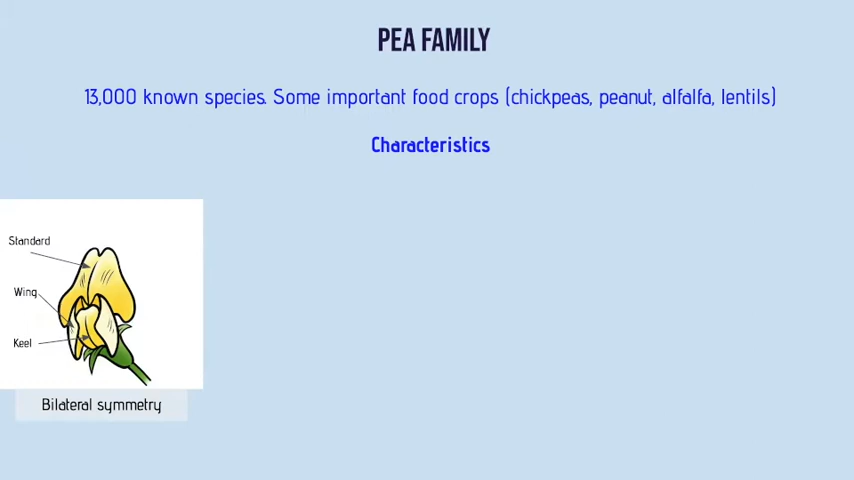 PEA FAMILY
13,000 known species. Some important food crops (chickpeas, peanut, alfalfa, lentils)
Characteristics
Standard
Wing
Keel
Bilateral symmetry